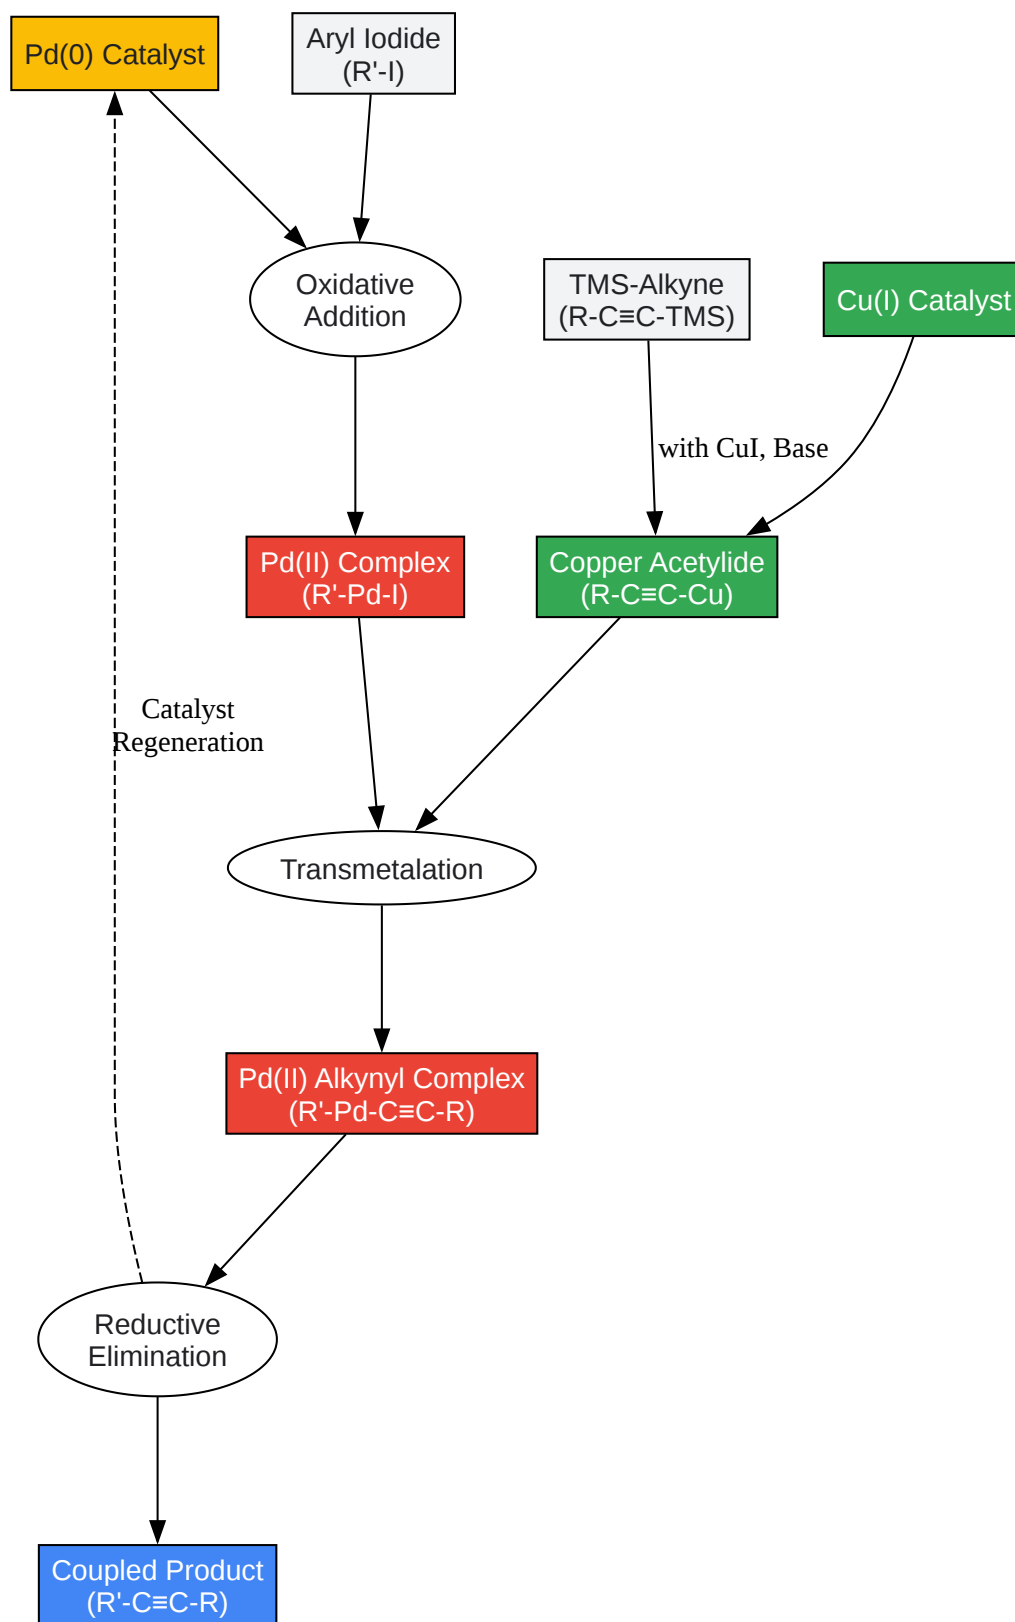 Pd(0) Catalyst
Aryl Iodide
(R'-I)
Oxidative
Addition
TMS-Alkyne
(R-C≡C-TMS)
Cu(I) Catalyst
with CuI, Base
Pd(II) Complex
(R'-Pd-I)
Copper Acetylide
(R-C≡C-Cu)
Catalyst
Regeneration
Transmetalation
Pd(II) Alkynyl Complex
(R'-Pd-C≡C-R)
Reductive
Elimination
Coupled Product
(R'-C≡C-R)